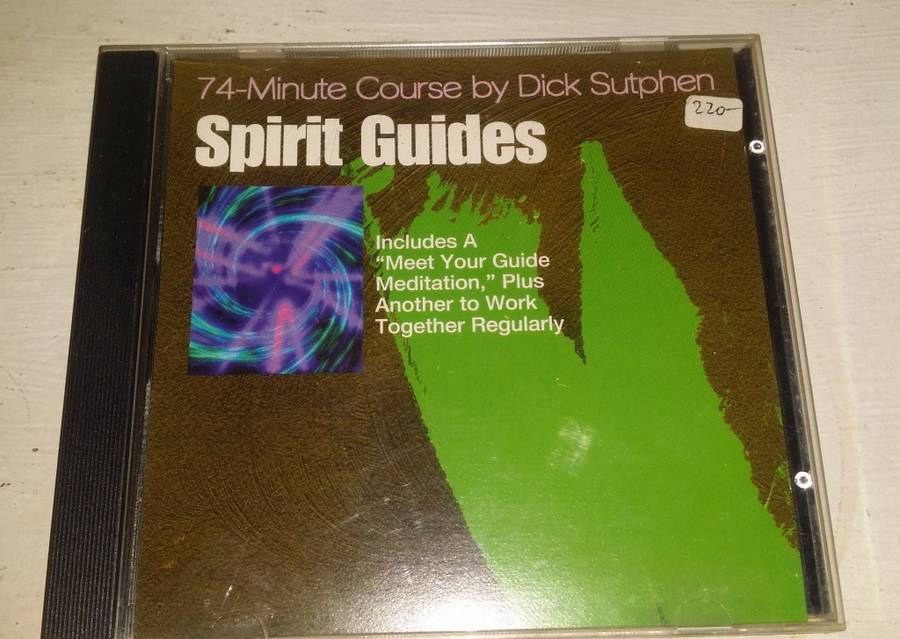 74-Minute Course by Dick Sutphen
220-
Spirit Guides
Includes A
“Meet Your Guide
Meditation,” Plus
Another to Work
Together Regularly